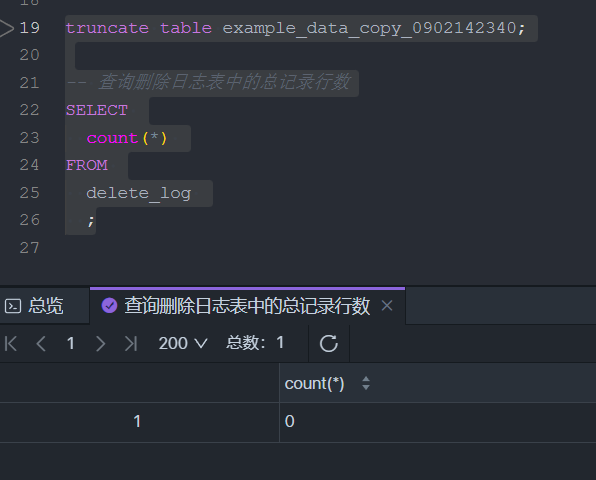 18
19 truncate table example_data_copy_0902142340;
20
21 -- 查询删除日志表中的总记录行数
22 SELECT
23 count(*)
24 FROM
25 delete_log
26 ;
27
总览 查询删除日志表中的总记录行数
1 200 总数: 1
count(*)
1 0